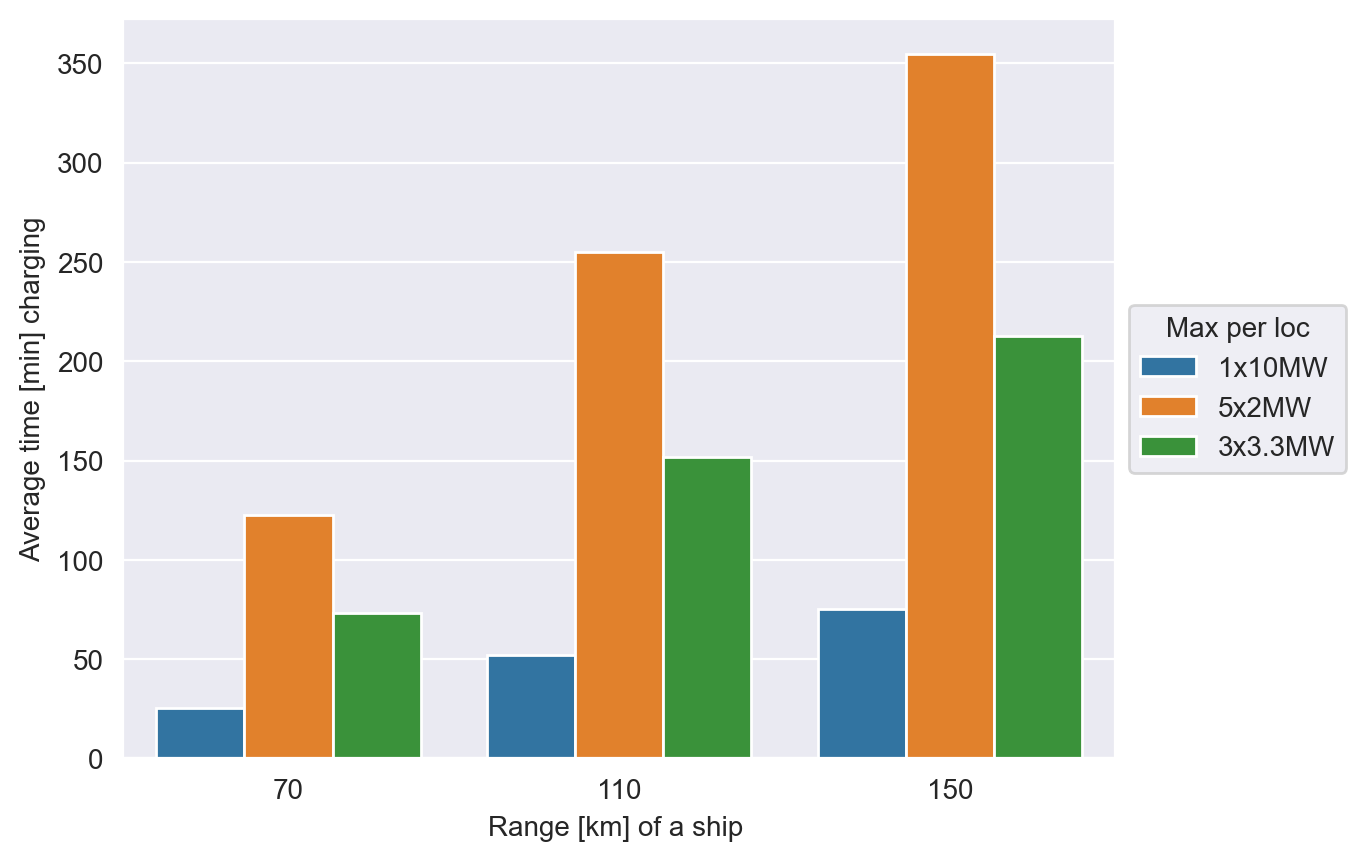 350
300
250
200
150
100
50
0
Average time [min] charging
70
110
150
Range [km] of a ship
Max per loc
1x10MW
5x2MW
3x3.3MW